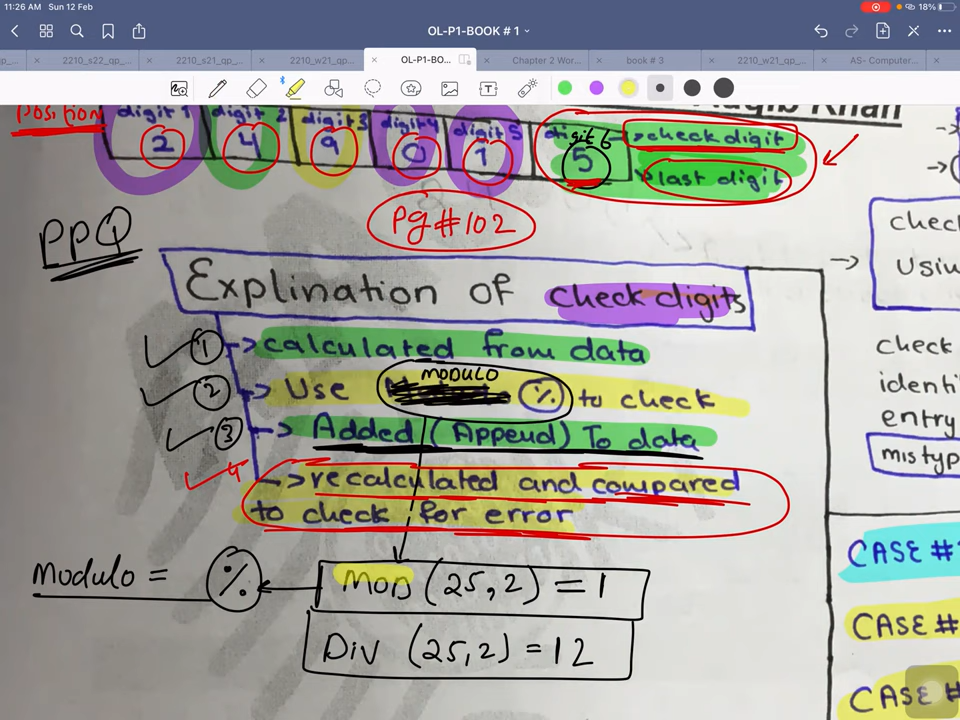 11:26 AM Sun 12 Feb
18%
OL-P1-BOOK # 1
2210_s22_qp_...
2210_s21_qp_...
2210_w21_qp_...
OL-P1-BO...
Chapter 2 Wor...
book # 3
2210_w21_qp_...
AS- Computer...
Khan
Position
digit 1 digit 2 digit 3 digit 4 digit 5 digit 6 > check digit
2 4 9 0 1 5 last digit
Pg # 102
PPQ
Explination of check digits
1 -> calculated from data
2 -> Use MODULO % to check
3 -> Added (Append) To data
4 -> recalculated and compared
to check for error
Modulo = % MOD (25,2) = 1
Div (25,2) = 12
check
identi
entry
mistyp
CASE #
CASE #
CASE #